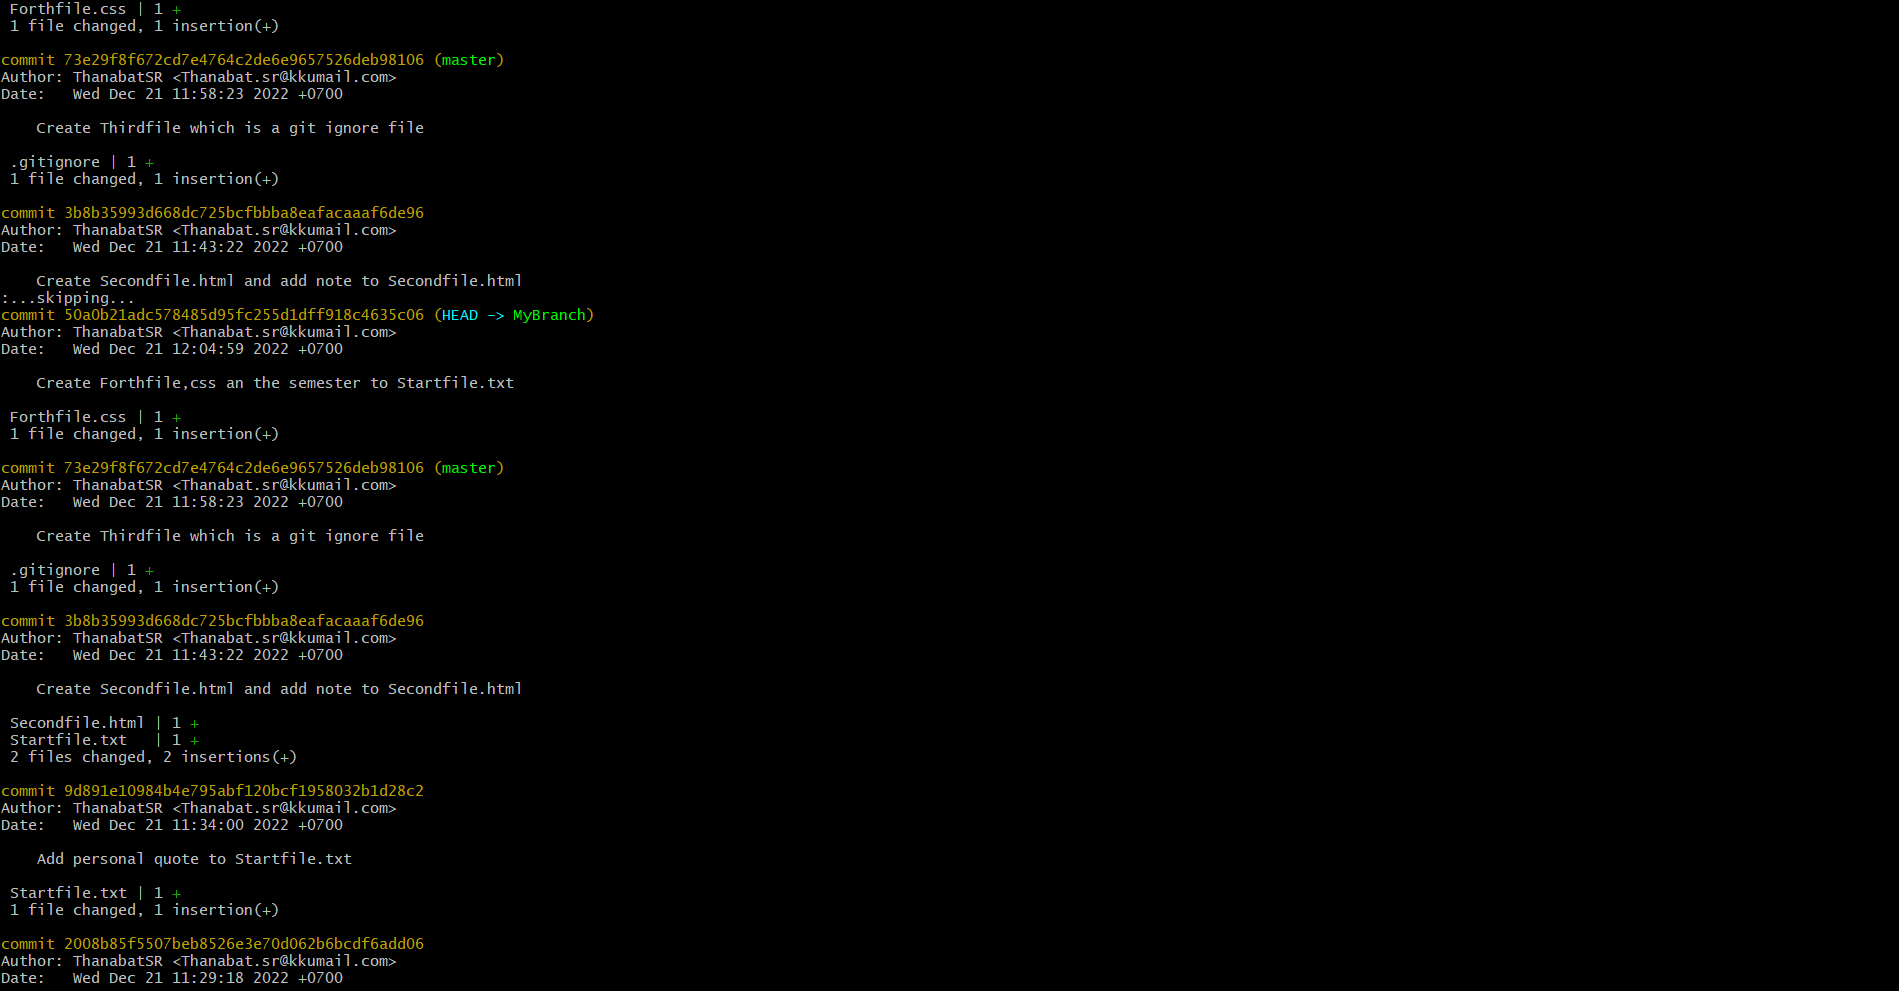 Forthfile.css | 1 +
1 file changed, 1 insertion(+)
commit 73e29f8f672cd7e4764c2de6e9657526deb98106 (master)
Author: ThanabatSR <Thanabat.sr@kkumail.com>
Date:   Wed Dec 21 11:58:23 2022 +0700
Create Thirdfile which is a git ignore file
.gitignore | 1 +
1 file changed, 1 insertion(+)
commit 3b8b35993d668dc725bcfbbba8eafacaaaf6de96
Author: ThanabatSR <Thanabat.sr@kkumail.com>
Date:   Wed Dec 21 11:43:22 2022 +0700
Create Secondfile.html and add note to Secondfile.html
:...skipping...
commit 50a0b21adc578485d95fc255d1dff918c4635c06 (HEAD -> MyBranch)
Author: ThanabatSR <Thanabat.sr@kkumail.com>
Date:   Wed Dec 21 12:04:59 2022 +0700
Create Forthfile,css an the semester to Startfile.txt
Forthfile.css | 1 +
1 file changed, 1 insertion(+)
commit 73e29f8f672cd7e4764c2de6e9657526deb98106 (master)
Author: ThanabatSR <Thanabat.sr@kkumail.com>
Date:   Wed Dec 21 11:58:23 2022 +0700
Create Thirdfile which is a git ignore file
.gitignore | 1 +
1 file changed, 1 insertion(+)
commit 3b8b35993d668dc725bcfbbba8eafacaaaf6de96
Author: ThanabatSR <Thanabat.sr@kkumail.com>
Date:   Wed Dec 21 11:43:22 2022 +0700
Create Secondfile.html and add note to Secondfile.html
Secondfile.html | 1 +
Startfile.txt   | 1 +
2 files changed, 2 insertions(+)
commit 9d891e10984b4e795abf120bcf1958032b1d28c2
Author: ThanabatSR <Thanabat.sr@kkumail.com>
Date:   Wed Dec 21 11:34:00 2022 +0700
Add personal quote to Startfile.txt
Startfile.txt | 1 +
1 file changed, 1 insertion(+)
commit 2008b85f5507beb8526e3e70d062b6bcdf6add06
Author: ThanabatSR <Thanabat.sr@kkumail.com>
Date:   Wed Dec 21 11:29:18 2022 +0700